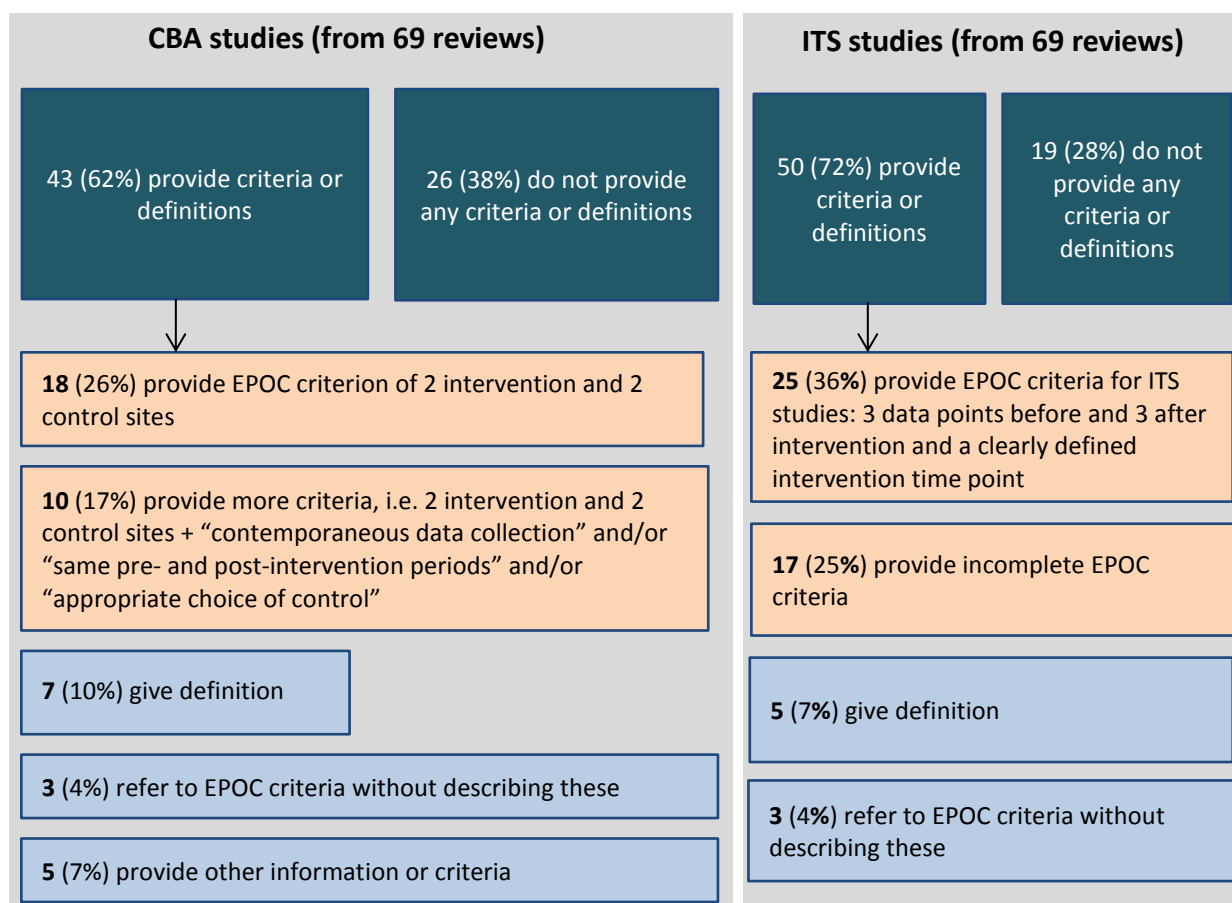 CBA studies (from 69 reviews)
43 (62%) provide criteria or
definitions
26 (38%) do not provide
any criteria or definitions
18 (26%) provide EPOC criterion of 2 intervention and 2
control sites
10 (17%) provide more criteria, i.e. 2 intervention and 2
control sites + “contemporaneous data collection” and/or
“same pre- and post-intervention periods” and/or
“appropriate choice of control”
7 (10%) give definition
3 (4%) refer to EPOC criteria without describing these
5 (7%) provide other information or criteria
ITS studies (from 69 reviews)
50 (72%) provide
criteria or
definitions
19 (28%) do not
provide any
criteria or
definitions
25 (36%) provide EPOC criteria for ITS
studies: 3 data points before and 3 after
intervention and a clearly defined
intervention time point
17 (25%) provide incomplete EPOC
criteria
5 (7%) give definition
3 (4%) refer to EPOC criteria without
describing these